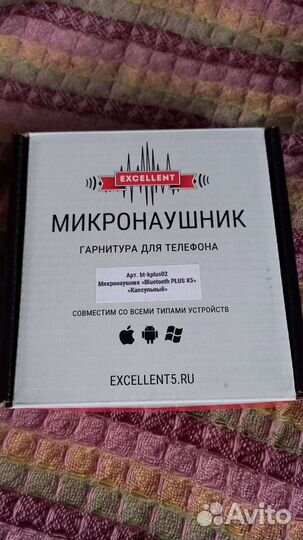 EXCELLENT
МИКРОНАУШНИК
ГАРНИТУРА ДЛЯ ТЕЛЕФОНА
Арт. bt-kplus02
Микронаушник «Bluetooth PLUS K5»
«Капсульный»
СОВМЕСТИМ СО ВСЕМИ ТИПАМИ УСТРОЙСТВ
EXCELLENT5.RU
Avito